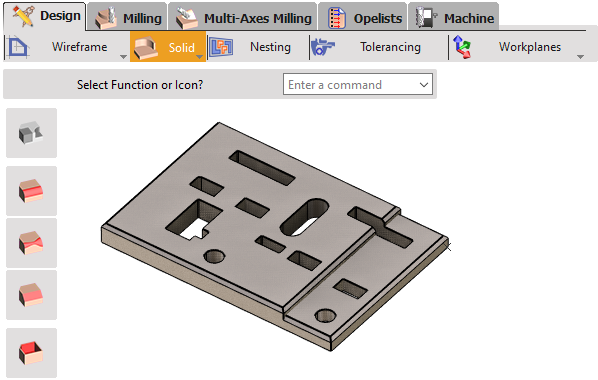 Design Milling Multi-Axes Milling Opelists Machine
Wireframe Solid Nesting Tolerancing Workplanes
Select Function or Icon? Enter a command